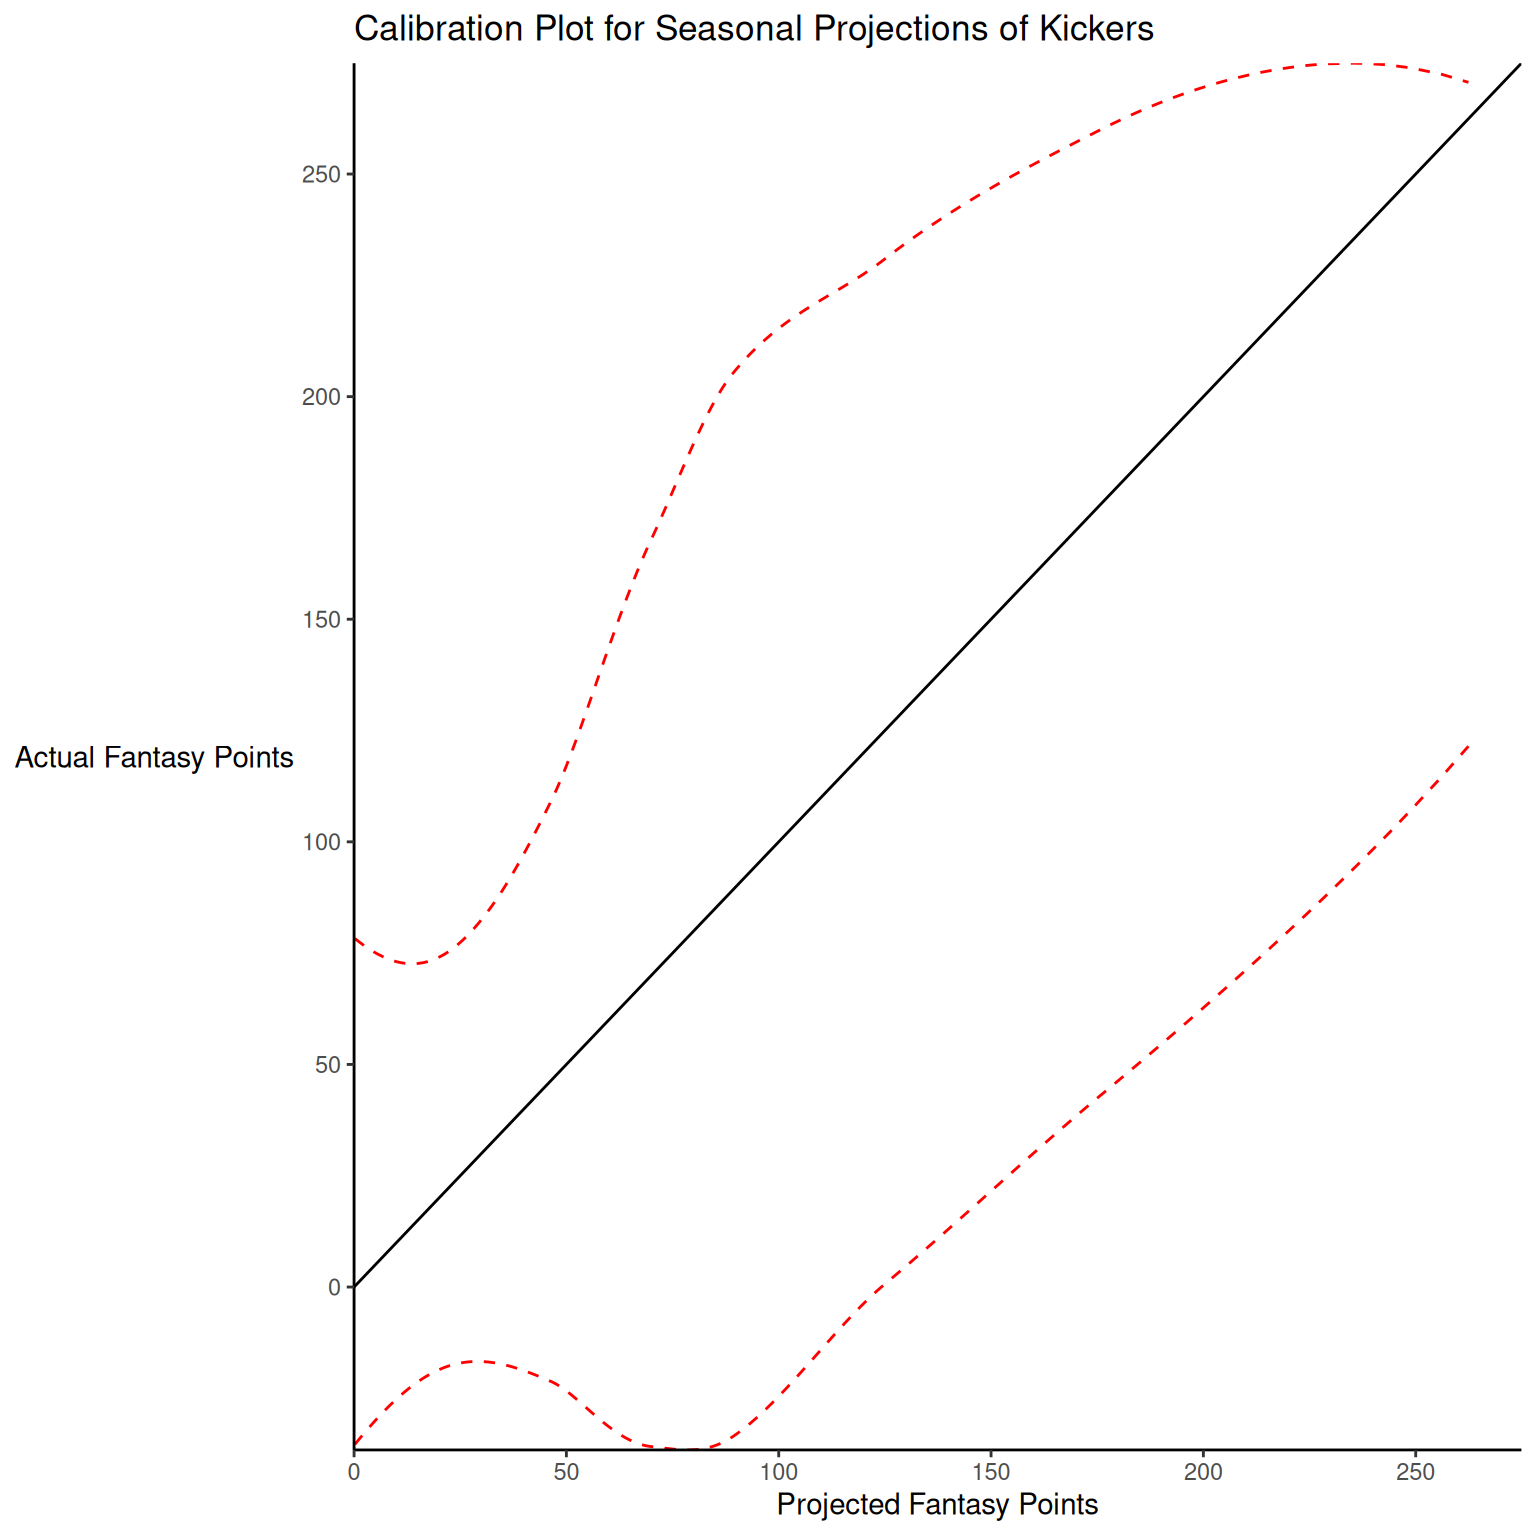 Calibration Plot for Seasonal Projections of Kickers
250
200
150
Actual Fantasy Points
100
50
0
0 50 100 150 200 250
Projected Fantasy Points